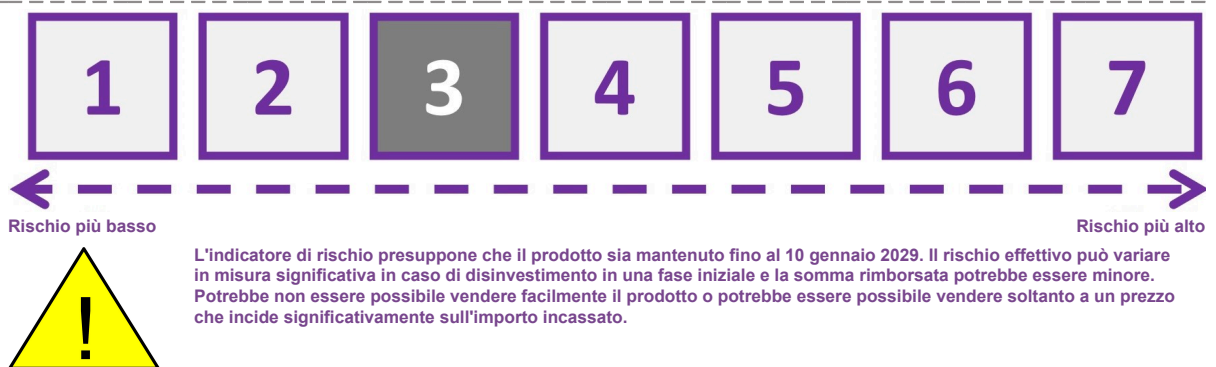 1 2 3 4 5 6 7
Rischio più basso Rischio più alto
L'indicatore di rischio presuppone che il prodotto sia mantenuto fino al 10 gennaio 2029. Il rischio effettivo può variare
in misura significativa in caso di disinvestimento in una fase iniziale e la somma rimborsata potrebbe essere minore.
Potrebbe non essere possibile vendere facilmente il prodotto o potrebbe essere possibile vendere soltanto a un prezzo
che incide significativamente sull'importo incassato.
!